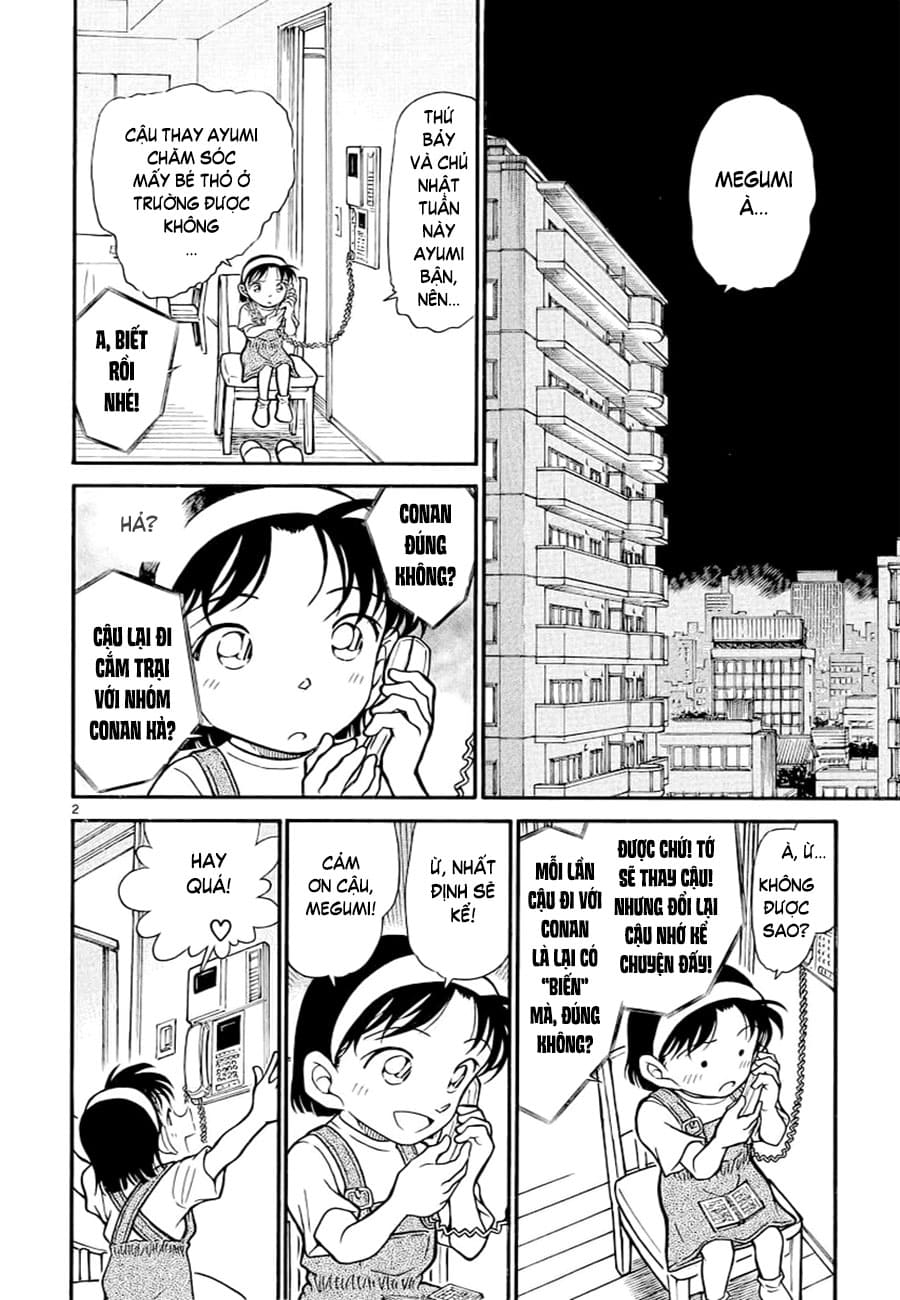 MEGUMI
À...
THỨ
BẢY
VÀ CHỦ
NHẬT
TUẦN
NÀY
AYUMI
BẬN,
NÊN...
CẬU THAY AYUMI
CHĂM SÓC
MẤY BÉ THỎ Ở
TRƯỜNG ĐƯỢC
KHÔNG
...
A, BIẾT
RỒI
NHÉ!
CONAN
ĐÚNG
KHÔNG?
HẢ?
CẬU LẠI ĐI
CẮM TRẠI
VỚI NHÓM
CONAN HẢ?
2
À, Ừ...
KHÔNG
ĐƯỢC
SAO?
ĐƯỢC CHỨ! TỚ
SẼ THAY CẬU!
NHƯNG ĐỔI LẠI
CẬU NHỚ KỂ
CHUYỆN ĐẤY!
MỖI LẦN
CẬU ĐI VỚI
CONAN
LÀ LẠI CÓ
"BIẾN"
MÀ, ĐÚNG
KHÔNG?
Ừ, NHẤT
ĐỊNH SẼ
KỂ!
CẢM
ƠN CẬU,
MEGUMI!
HAY
QUÁ!